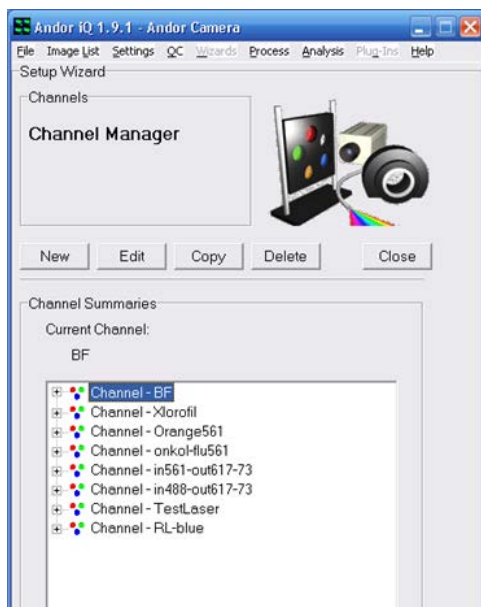 Andor iQ 1.9.1 - Andor Camera
File Image List Settings QC Wizards Process Analysis Plug-Ins Help
Setup Wizard
Channels
Channel Manager
New Edit Copy Delete Close
Channel Summaries
Current Channel:
BF
Channel - BF
Channel - Xlorofil
Channel - Orange561
Channel - onkol-flu561
Channel - in561-out617-73
Channel - in488-out617-73
Channel - TestLaser
Channel - RL-blue